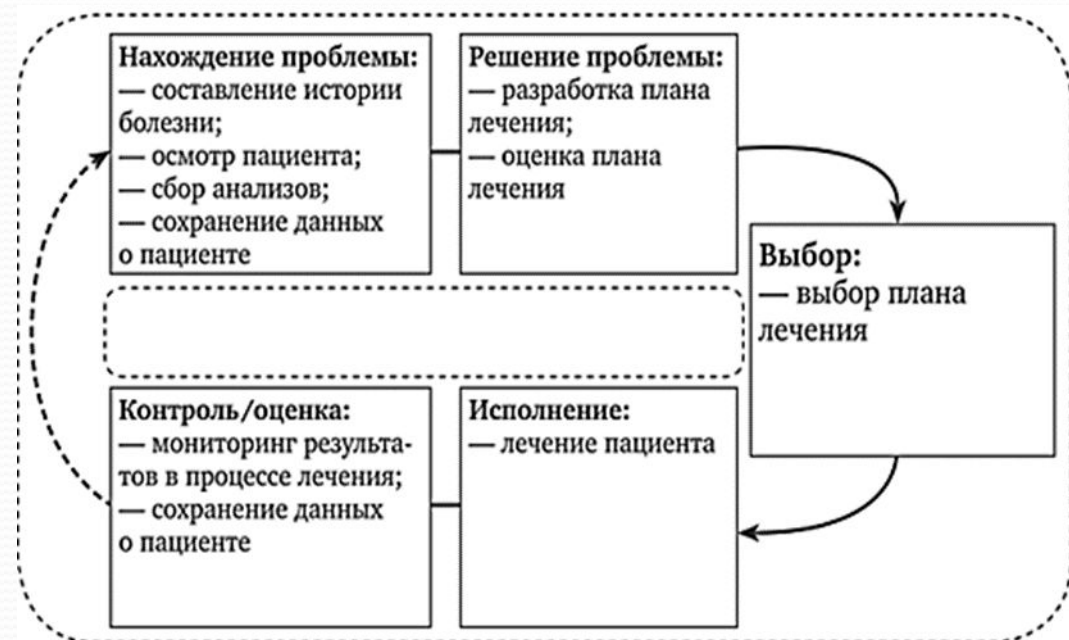 Нахождение проблемы:
— составление истории
болезни;
— осмотр пациента;
— сбор анализов;
— сохранение данных
о пациенте
Решение проблемы:
— разработка плана
лечения;
— оценка плана
лечения
Выбор:
— выбор плана
лечения
Контроль/оценка:
— мониторинг результа-
тов в процессе лечения;
— сохранение данных
о пациенте
Исполнение:
— лечение пациента